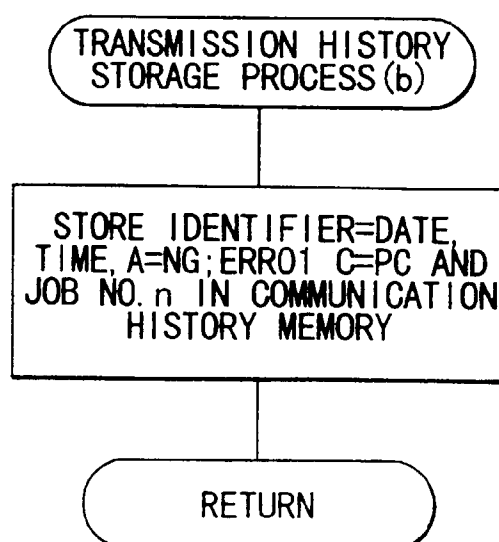 TRANSMISSION HISTORY
STORAGE PROCESS(b)
STORE IDENTIFIER=DATE,
TIME, A=NG;ERR01 C=PC AND
JOB NO. n IN COMMUNICATION
HISTORY MEMORY
RETURN